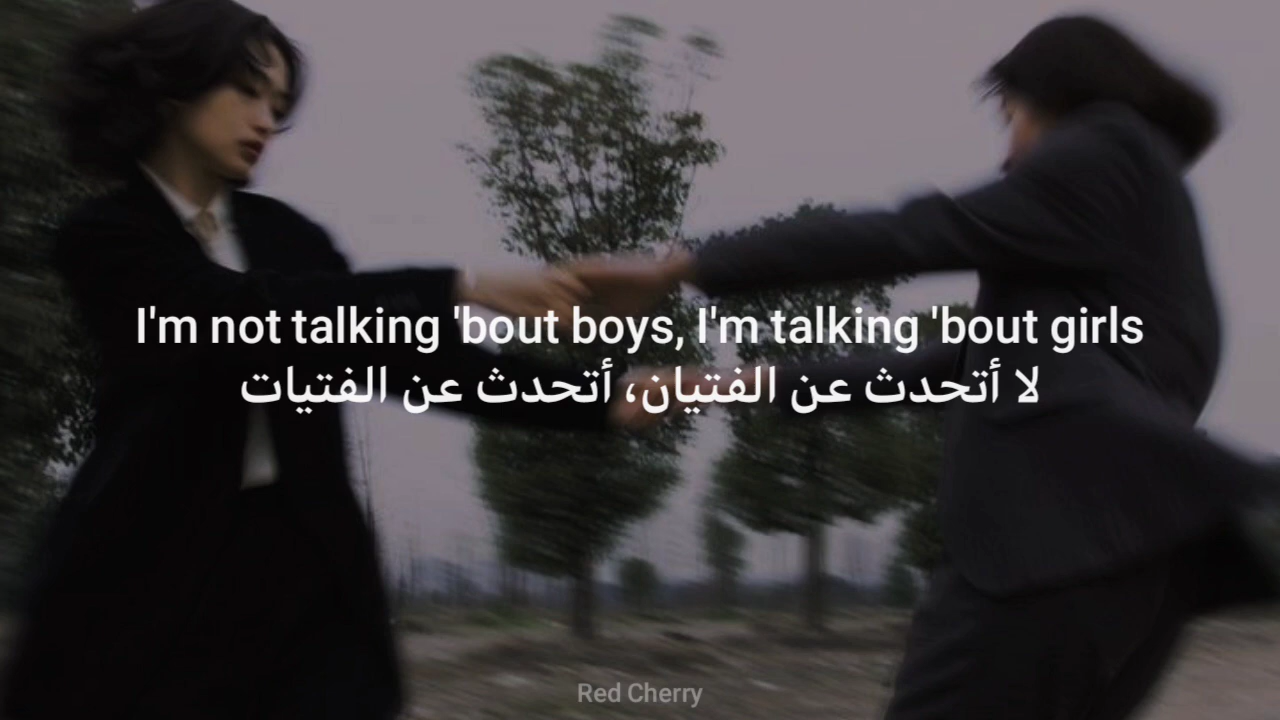 I'm not talking 'bout boys, I'm talking 'bout girls
لا أتحدث عن الفتيان، أتحدث عن الفتيات
Red Cherry